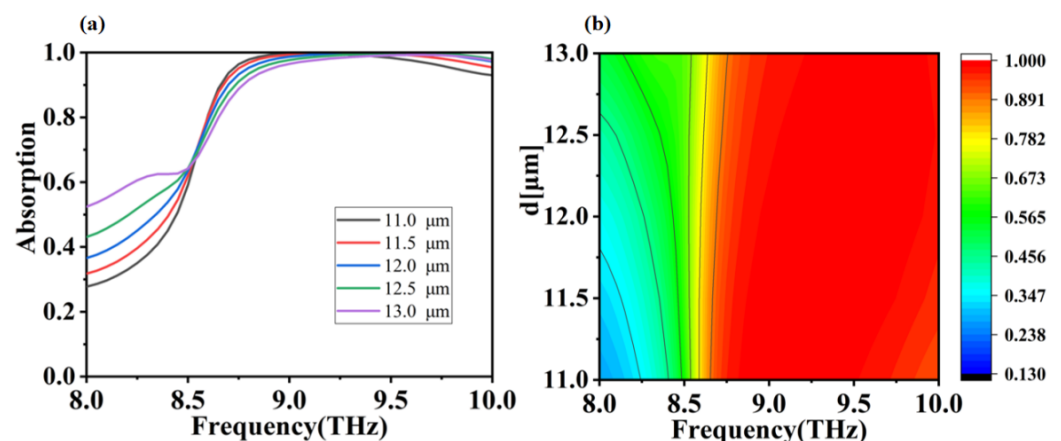 (a)
1.0
0.8
0.6
0.4
0.2
0.0
Absorption
11.0 μm
11.5 μm
12.0 μm
12.5 μm
13.0 μm
8.0 8.5 9.0 9.5 10.0
Frequency(THz)
(b)
13.0
12.5
12.0
11.5
11.0
d[μm]
8.0 8.5 9.0 9.5 10.0
Frequency(THz)
1.000
0.891
0.782
0.673
0.565
0.456
0.347
0.238
0.130